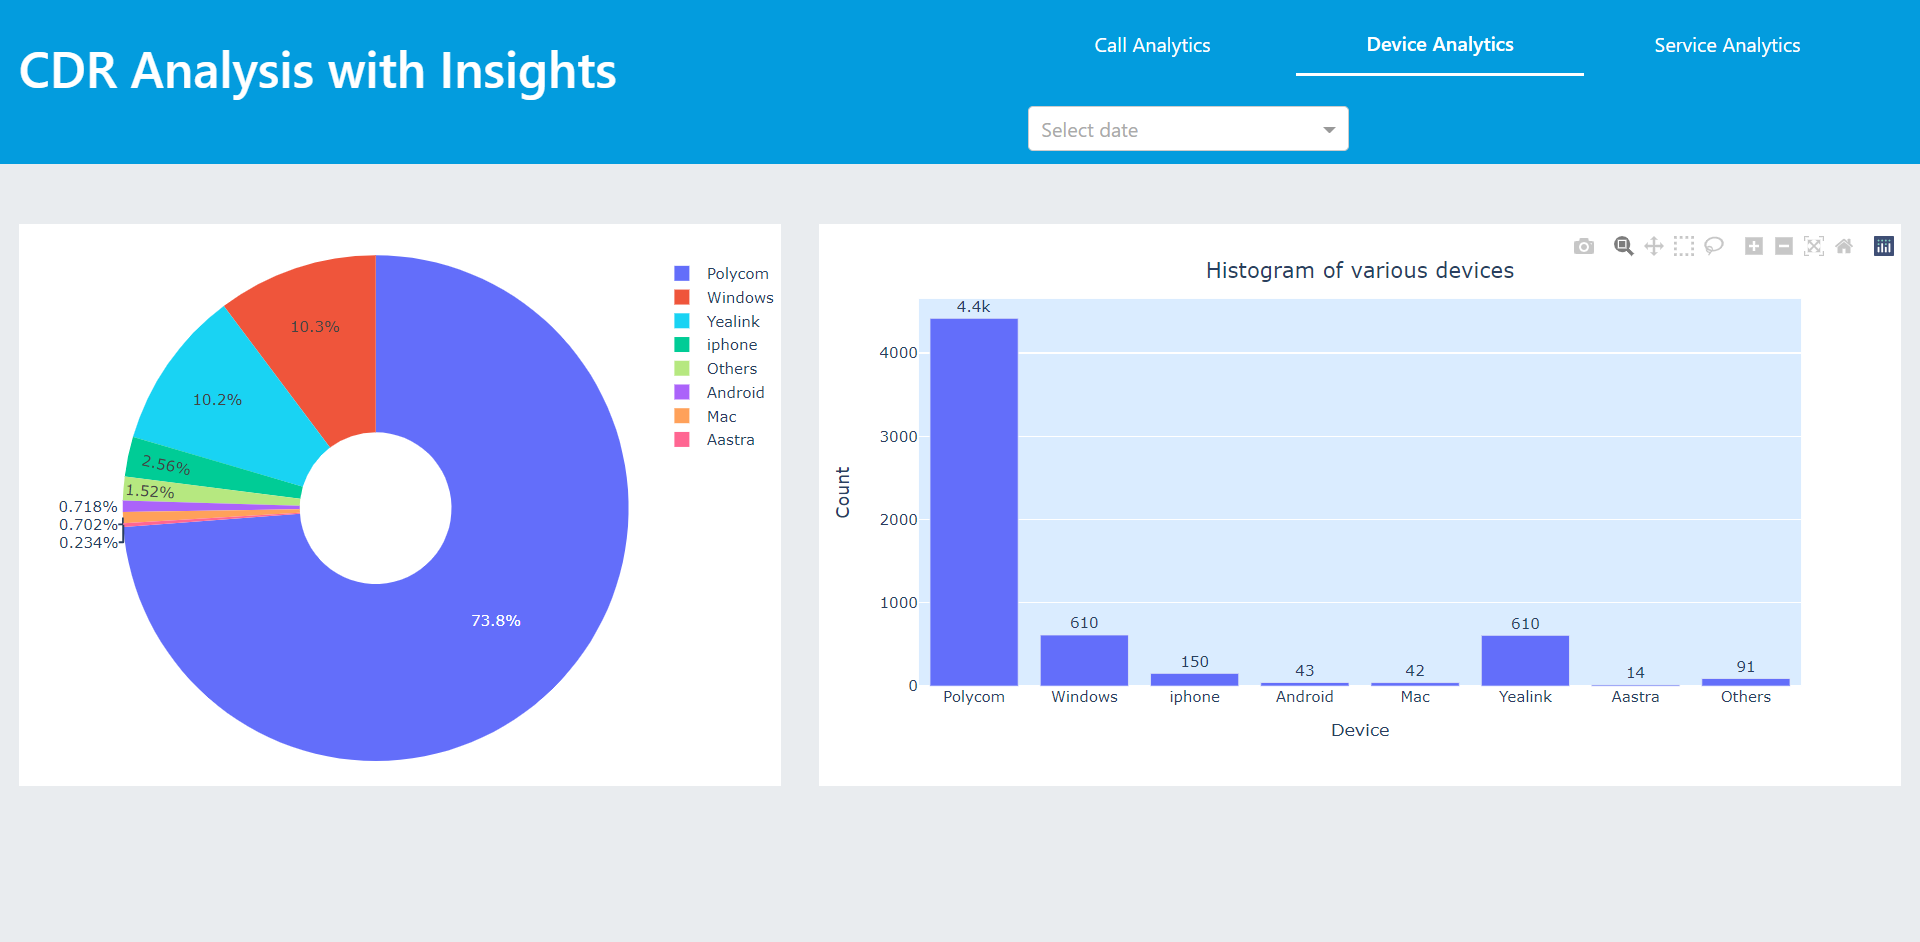 CDR Analysis with Insights
Call Analytics
Device Analytics
Service Analytics
Select date
10.3%
10.2%
2.56%
1.52%
0.718%
0.702%
0.234%
73.8%
Polycom
Windows
Yealink
iphone
Others
Android
Mac
Aastra
Histogram of various devices
4.4k
610
150
43
42
610
14
91
4000
3000
2000
1000
0
Count
Polycom Windows iphone Android Mac Yealink Aastra Others
Device